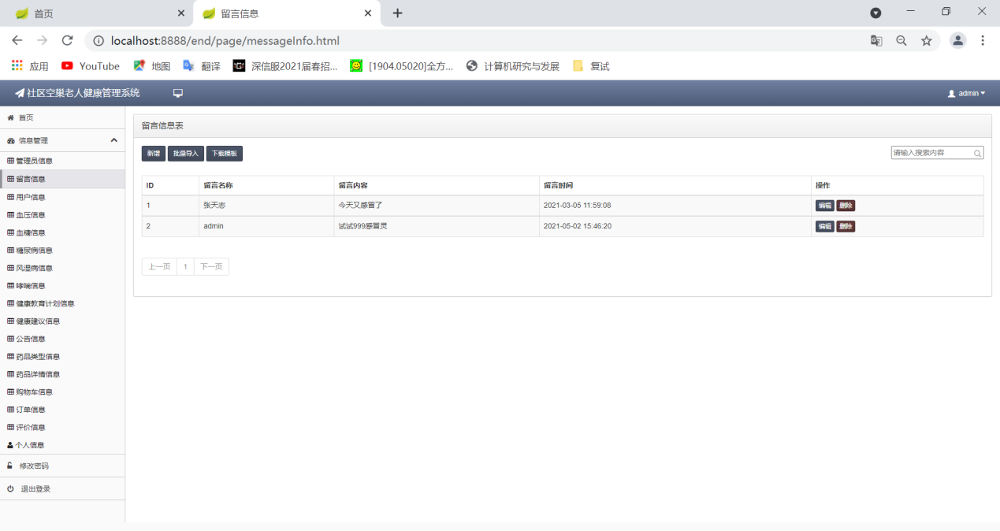 首页
留言信息
localhost:8888/end/page/messageInfo.html
应用 YouTube 地图 翻译 深信服2021届春招... [1904.05020]全方... 计算机研究与发展 复试
社区空巢老人健康管理系统 admin
首页
信息管理
管理员信息
留言信息
用户信息
血压信息
血糖信息
糖尿病信息
风湿病信息
哮喘信息
健康教育计划信息
健康建议信息
公告信息
药品类型信息
药品详情信息
购物车信息
订单信息
评价信息
个人信息
修改密码
退出登录
留言信息表
新增 批量导入 下载模板 请输入搜索内容
ID 留言名称 留言内容 留言时间 操作
1 张天志 今天又感冒了 2021-03-05 11:59:08 编辑 删除
2 admin 试试999感冒灵 2021-05-02 15:46:20 编辑 删除
上一页 1 下一页